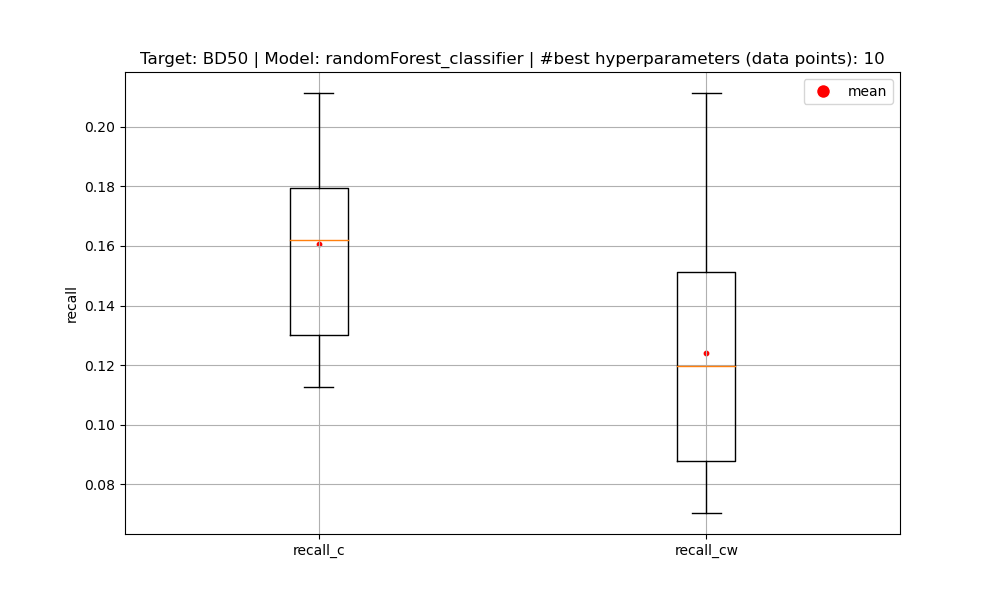 Target: BD50 | Model: randomForest_classifier | #best hyperparameters (data points): 10
mean
0.20
0.18
0.16
0.14
0.12
0.10
0.08
recall
recall_c
recall_cw